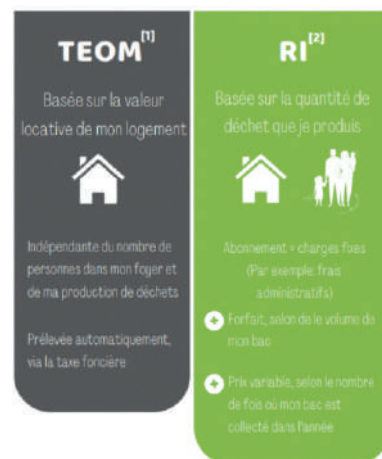 TEOM[1]
Basée sur la valeur
locative de mon logement
Indépendante du nombre de
personnes dans mon foyer et
de ma production de déchets
Prélevée automatiquement,
via la taxe foncière
RI[2]
Basée sur la quantité de
déchet que je produis
Abonnement = charges fixes
(Par exemple: frais
administratifs)
+ Forfait, selon de le volume de
mon bac
+ Prix variable, selon le nombre
de fois où mon bac est
collecté dans l'année